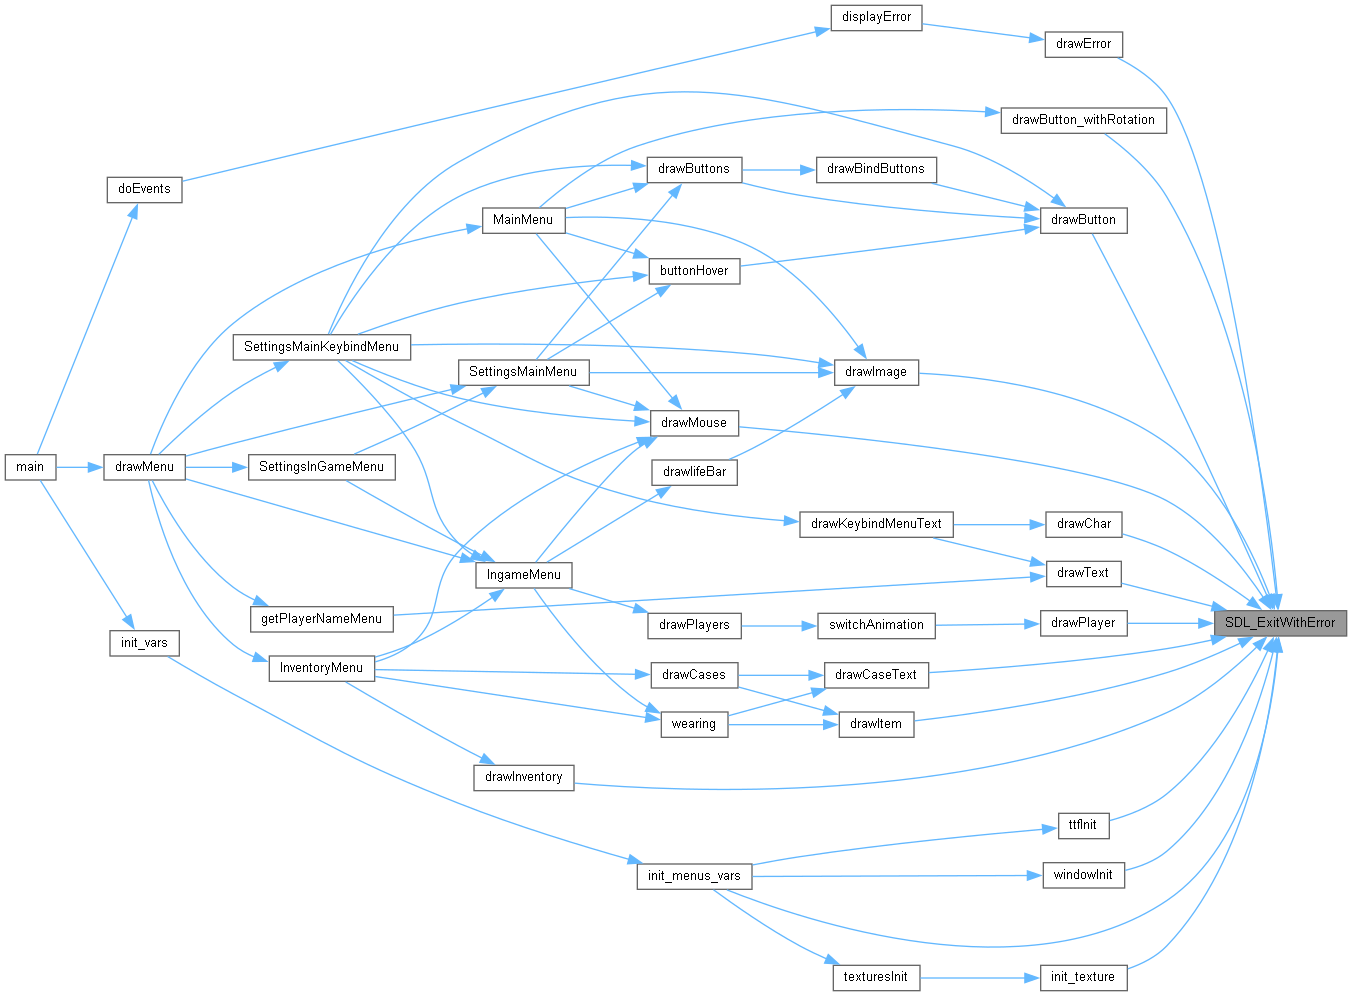 displayError
drawError
drawButton_withRotation
drawButtons
drawBindButtons
doEvents
MainMenu
drawButton
buttonHover
SettingsMainKeybindMenu
SettingsMainMenu
drawImage
drawMouse
main
drawMenu
SettingsInGameMenu
drawlifeBar
drawKeybindMenuText
drawChar
IngameMenu
drawText
getPlayerNameMenu
drawPlayers
switchAnimation
drawPlayer
SDL_ExitWithError
init_vars
InventoryMenu
drawCases
drawCaseText
wearing
drawItem
drawInventory
ttfInit
init_menus_vars
windowInit
texturesInit
init_texture